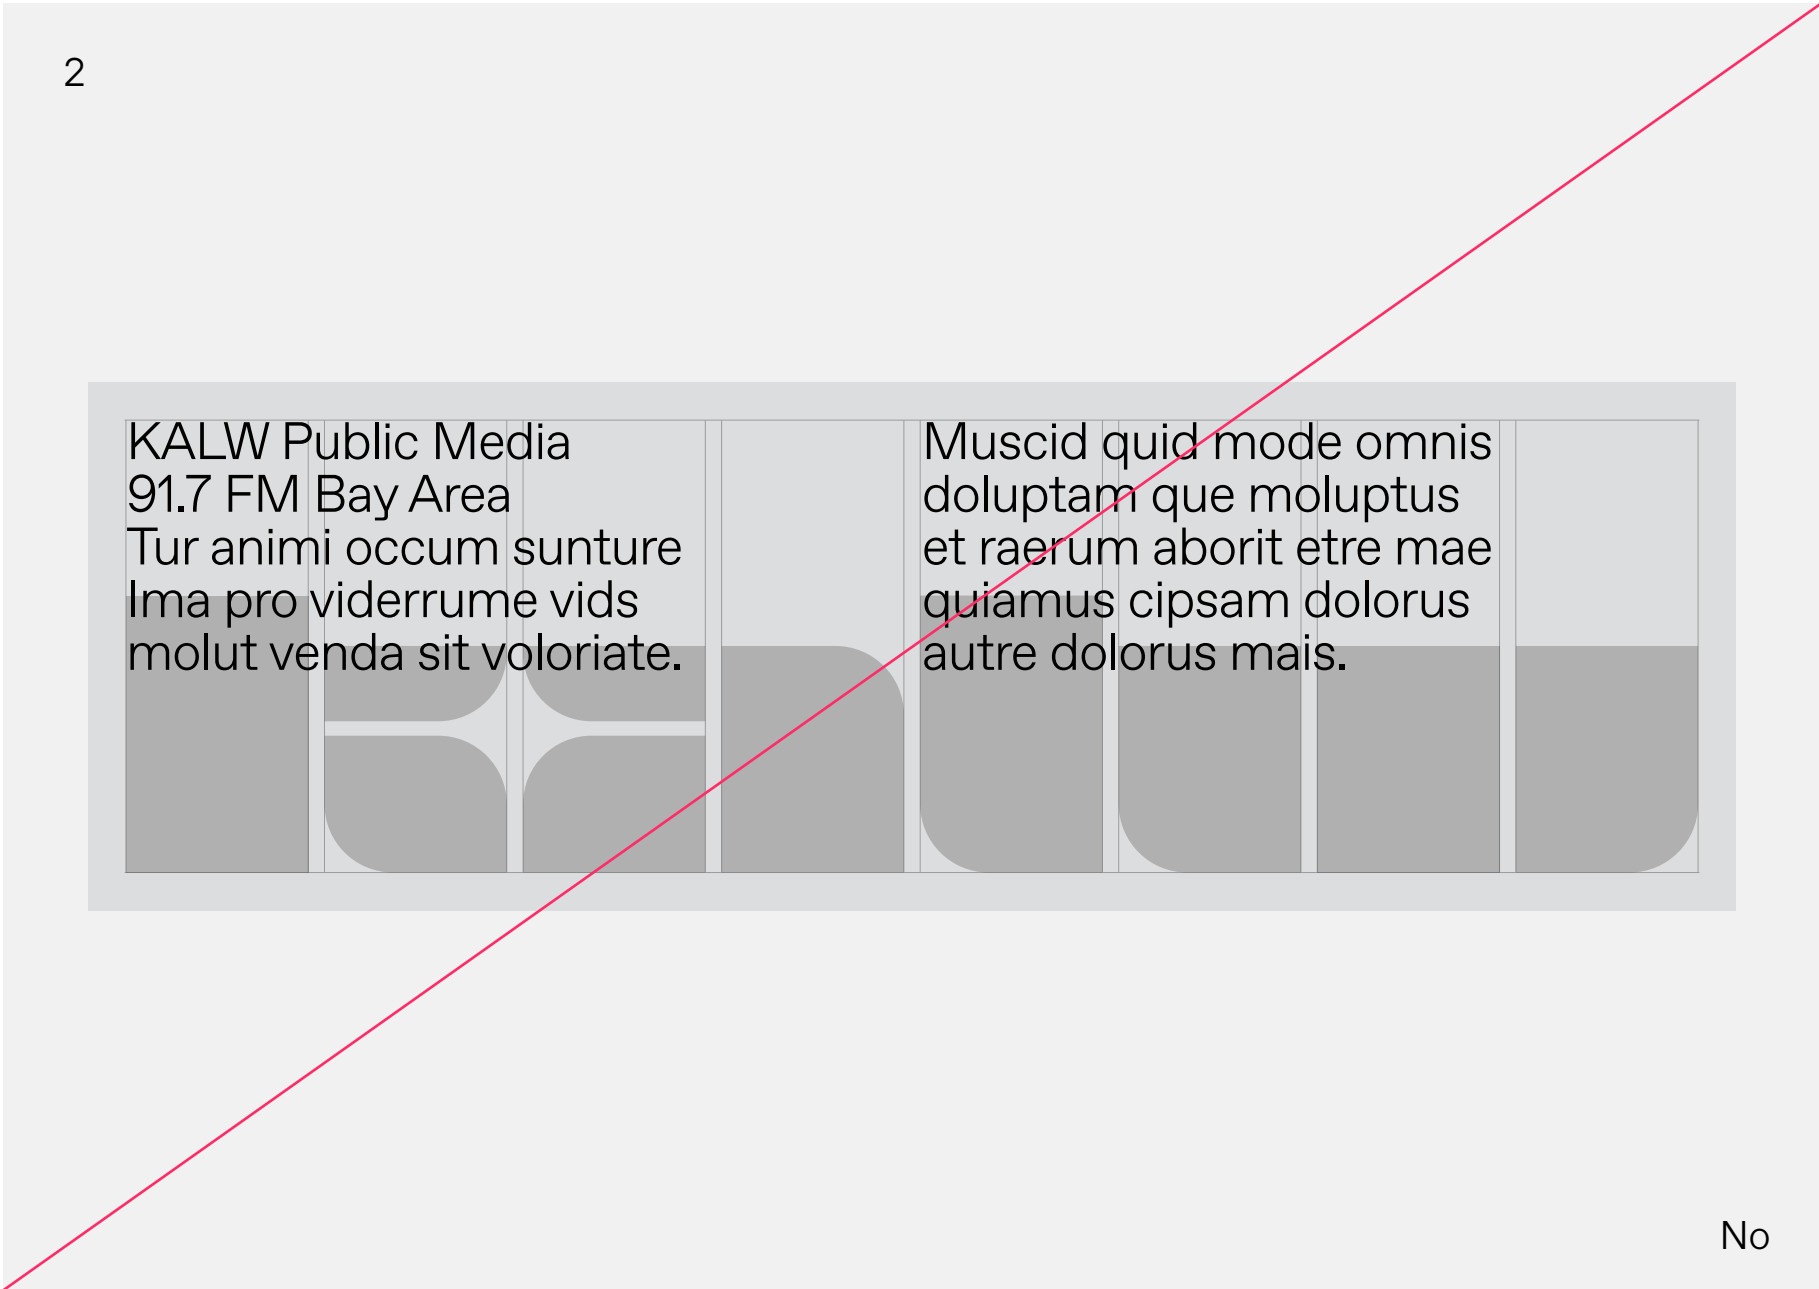 2
KALW Public Media
91.7 FM Bay Area
Tur animi occum sunture
Ima pro viderrume vids
molut venda sit voloriate.
Muscid quid mode omnis
doluptam que moluptus
et raerum aborit etre mae
quiamus cipsam dolorus
autre dolorus mais.
No